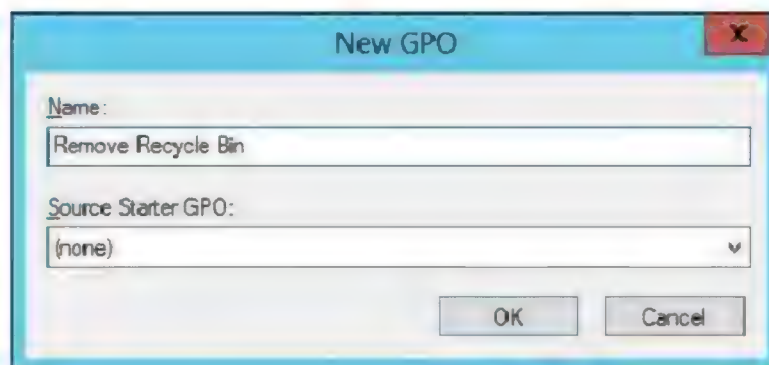 New GPO
X
Name:
Remove Recycle Bin
Source Starter GPO:
(none)
OK
Cancel